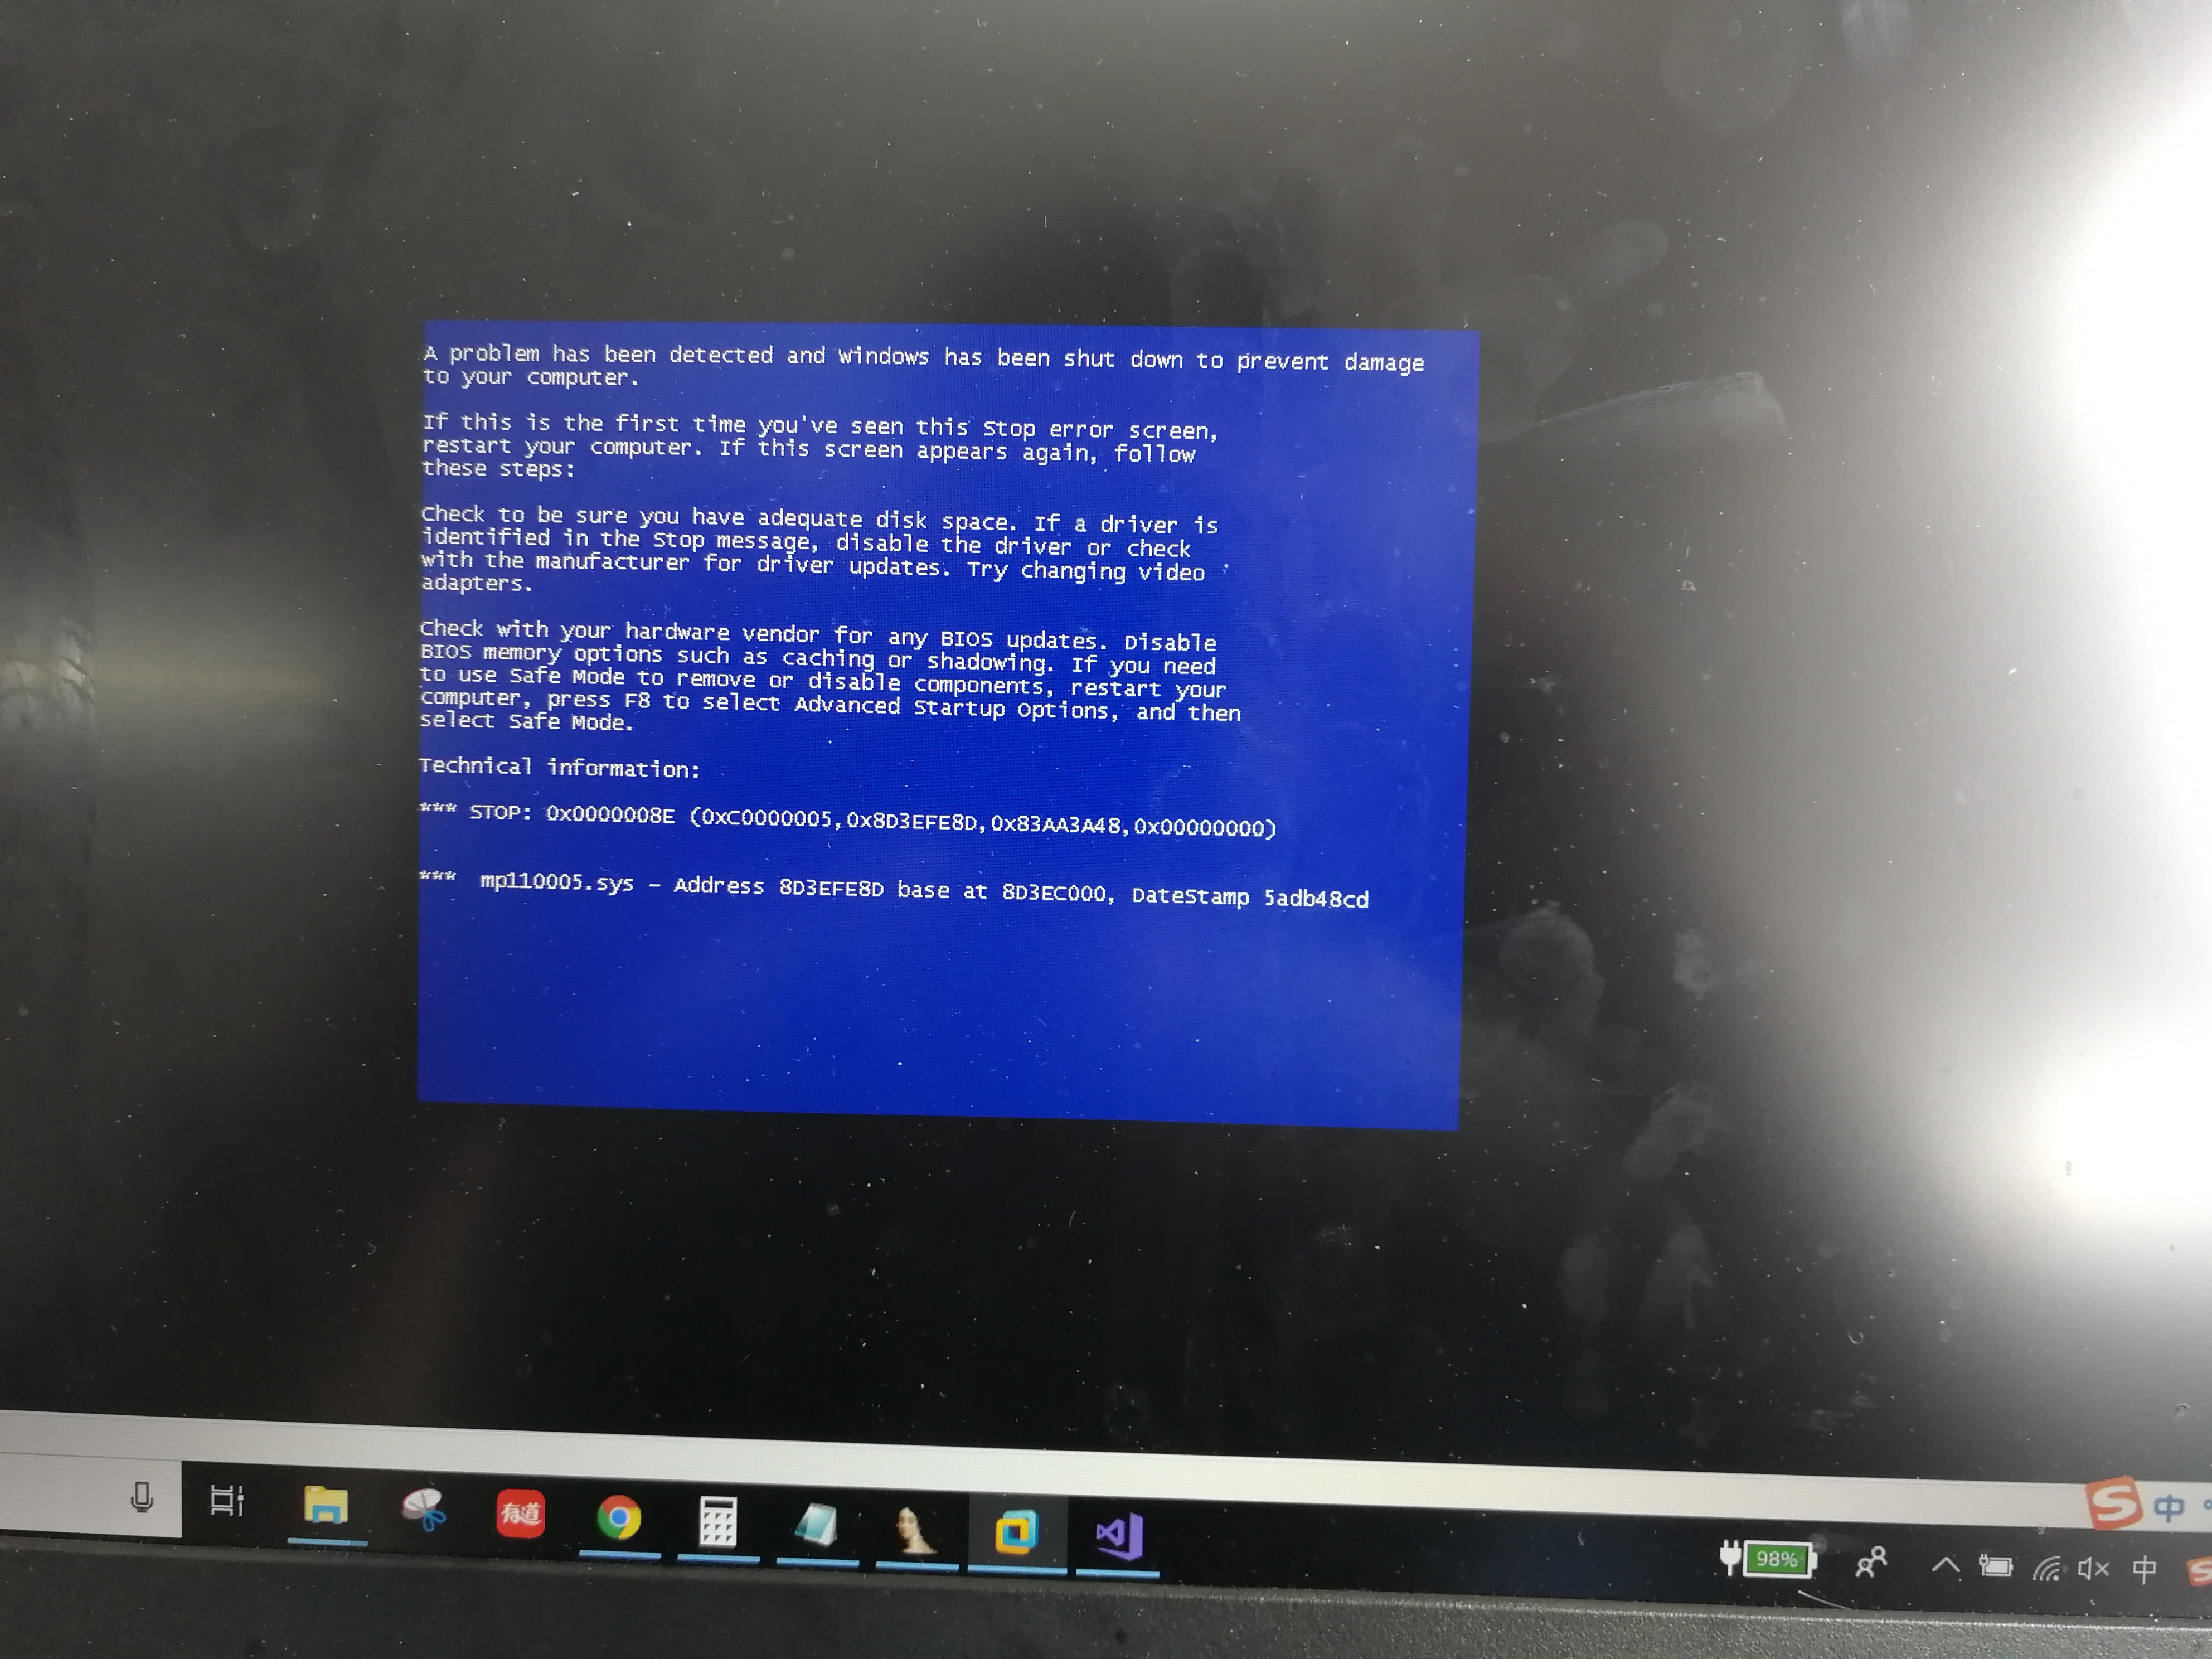 A problem has been detected and Windows has been shut down to prevent damage
to your computer.
If this is the first time you've seen this Stop error screen,
restart your computer. If this screen appears again, follow
these steps:
Check to be sure you have adequate disk space. If a driver is
identified in the Stop message, disable the driver or check
with the manufacturer for driver updates. Try changing video
adapters.
Check with your hardware vendor for any BIOS updates. Disable
BIOS memory options such as caching or shadowing. If you need
to use Safe Mode to remove or disable components, restart your
computer, press F8 to select Advanced Startup Options, and then
select Safe Mode.
Technical information:
*** STOP: 0x0000008E (0xC0000005,0x8D3EFE8D,0x83AA3A48,0x00000000)
*** mp110005.sys - Address 8D3EFE8D base at 8D3EC000, DateStamp 5adb48cd
S 中
有道
98%
中
S